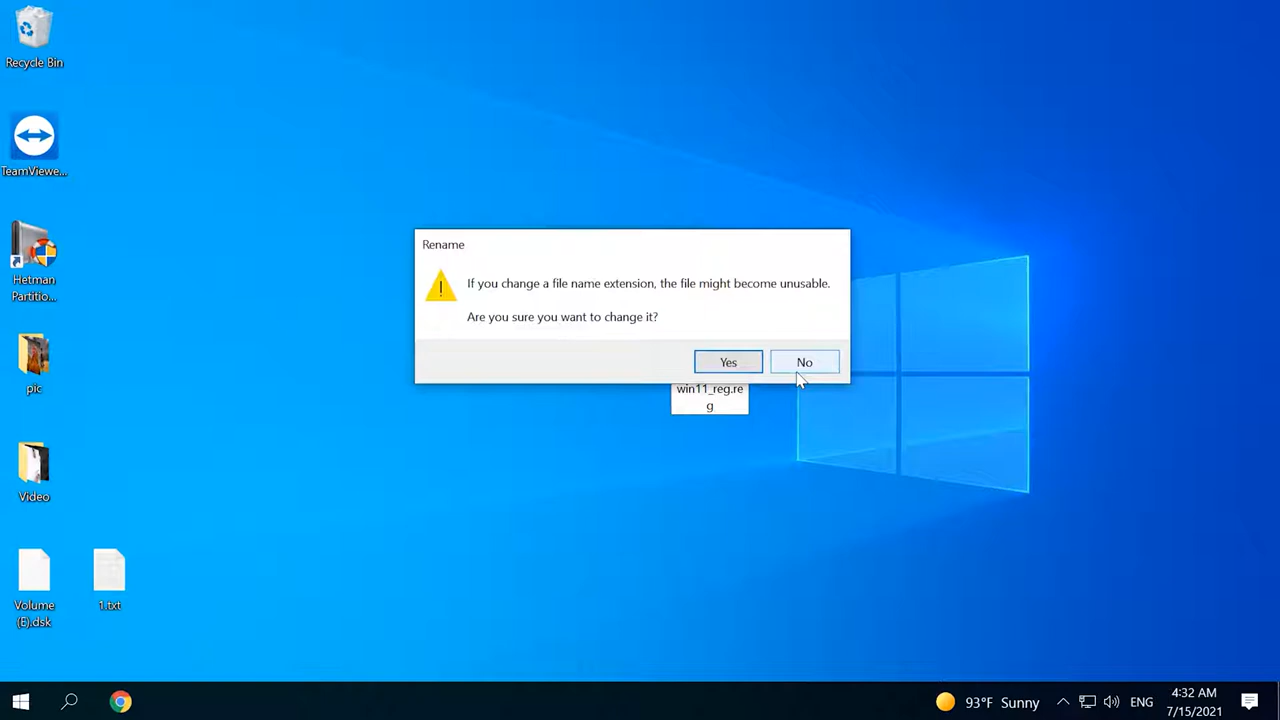 Recycle Bin
TeamViewe...
Hetman
Partitio...
pic
Video
Volume
(E).dsk
1.txt
Rename
If you change a file name extension, the file might become unusable.
Are you sure you want to change it?
Yes
No
win11_reg.re
g
93°F Sunny
ENG
4:32 AM
7/15/2021